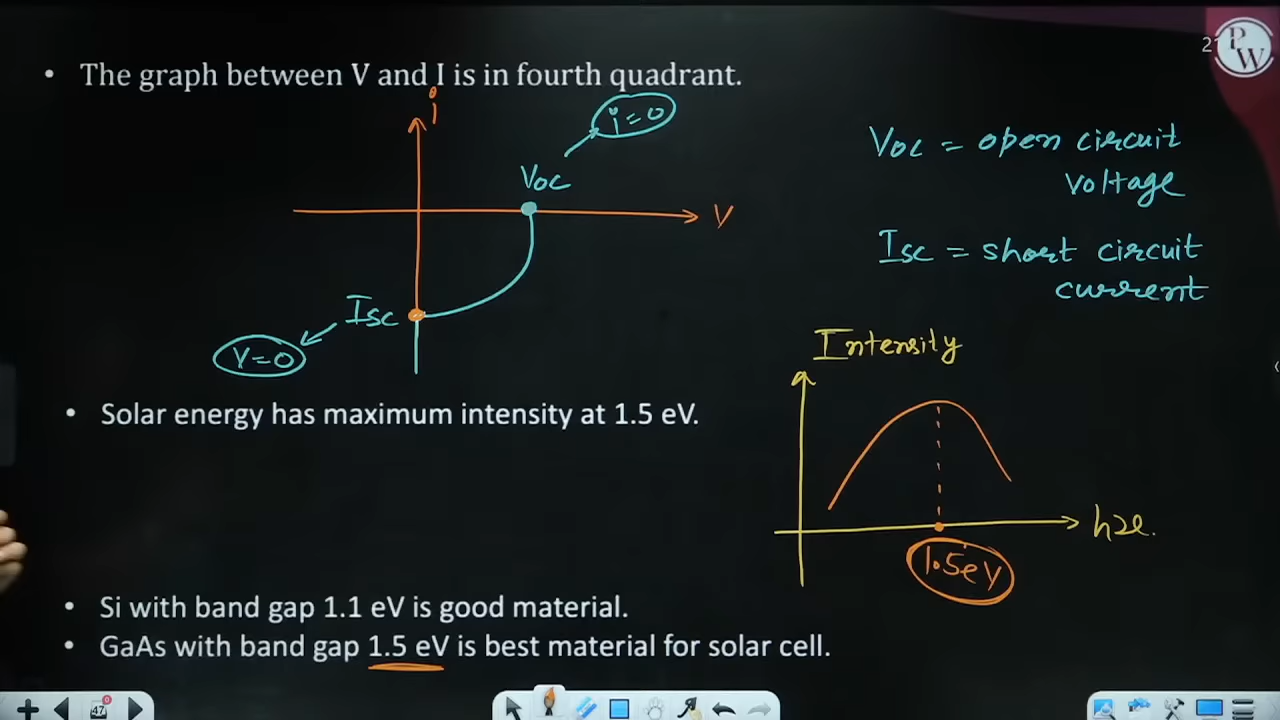 • The graph between V and I is in fourth quadrant.
i
i = 0
Voc
V
Isc
V=0
Voc = open circuit
voltage
Isc = short circuit
current
• Solar energy has maximum intensity at 1.5 eV.
Intensity
hν
1.5eV
• Si with band gap 1.1 eV is good material.
• GaAs with band gap 1.5 eV is best material for solar cell.
PW
47